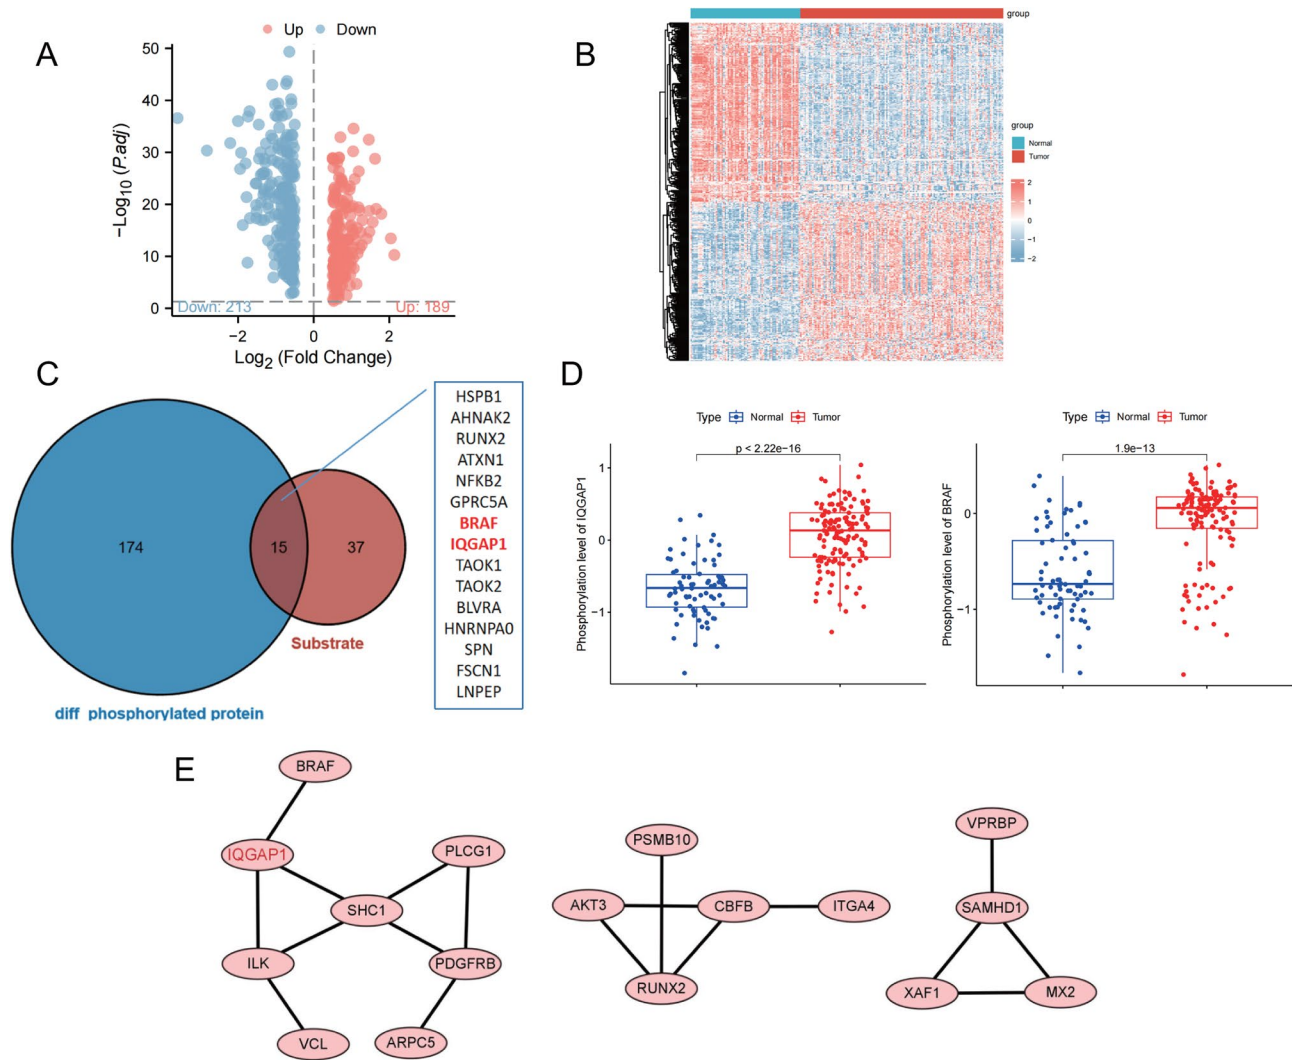 A
Up Down
50
40
30
20
10
0
−Log10 (P.adj)
Down: 213
Up: 189
−2
0
2
Log2 (Fold Change)
B
group
group
Normal
Tumor
2
1
0
−1
−2
C
174
15
37
Substrate
diff phosphorylated protein
HSPB1
AHNAK2
RUNX2
ATXN1
NFKB2
GPRC5A
BRAF
IQGAP1
TAOK1
TAOK2
BLVRA
HNRNPA0
SPN
FSCN1
LNPEP
D
Type Normal Tumor
p < 2.22e−16
1
0
−1
Phosphorylation level of IQGAP1
Type Normal Tumor
1.9e−13
0
−1
Phosphorylation level of BRAF
E
BRAF
IQGAP1
PLCG1
SHC1
ILK
PDGFRB
VCL
ARPC5
PSMB10
AKT3
CBFB
ITGA4
RUNX2
VPRBP
SAMHD1
XAF1
MX2